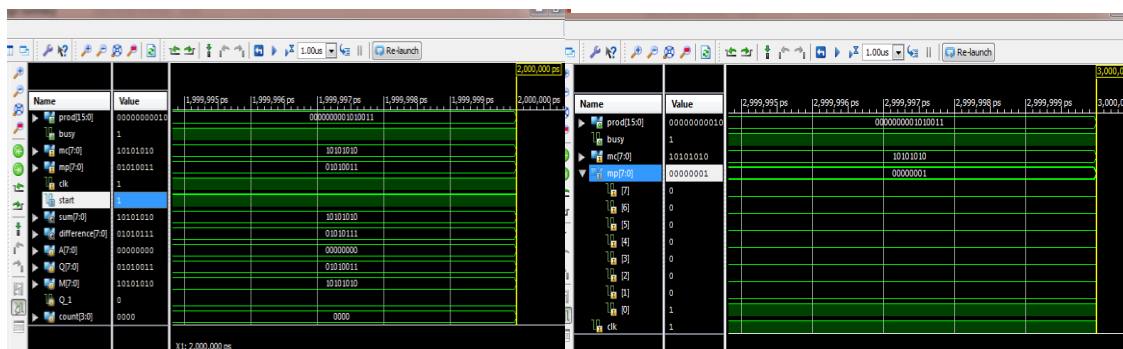 1.00us Re-launch
2,000,000 ps
Name Value 1,999,995 ps 1,999,996 ps 1,999,997 ps 1,999,998 ps 1,999,999 ps 2,000,000 ps
prod[15:0] 0000000010 0000000001010011
busy 1
mc[7:0] 10101010 10101010
mp[7:0] 01010011 01010011
clk 1
start 1
sum[7:0] 10101010 10101010
difference[7:0] 01010111 01010111
A[7:0] 00000000 00000000
Q[7:0] 01010011 01010011
M[7:0] 10101010 10101010
Q_1 0
count[3:0] 0000 0000
X1: 2,000,000 ps
1.00us Re-launch
3,000,0
Name Value 2,999,995 ps 2,999,996 ps 2,999,997 ps 2,999,998 ps 2,999,999 ps 3,000,0
prod[15:0] 0000000010 0000000001010011
busy 1
mc[7:0] 10101010 10101010
mp[7:0] 00000001 00000001
[7] 0
[6] 0
[5] 0
[4] 0
[3] 0
[2] 0
[1] 0
[0] 1
clk 1